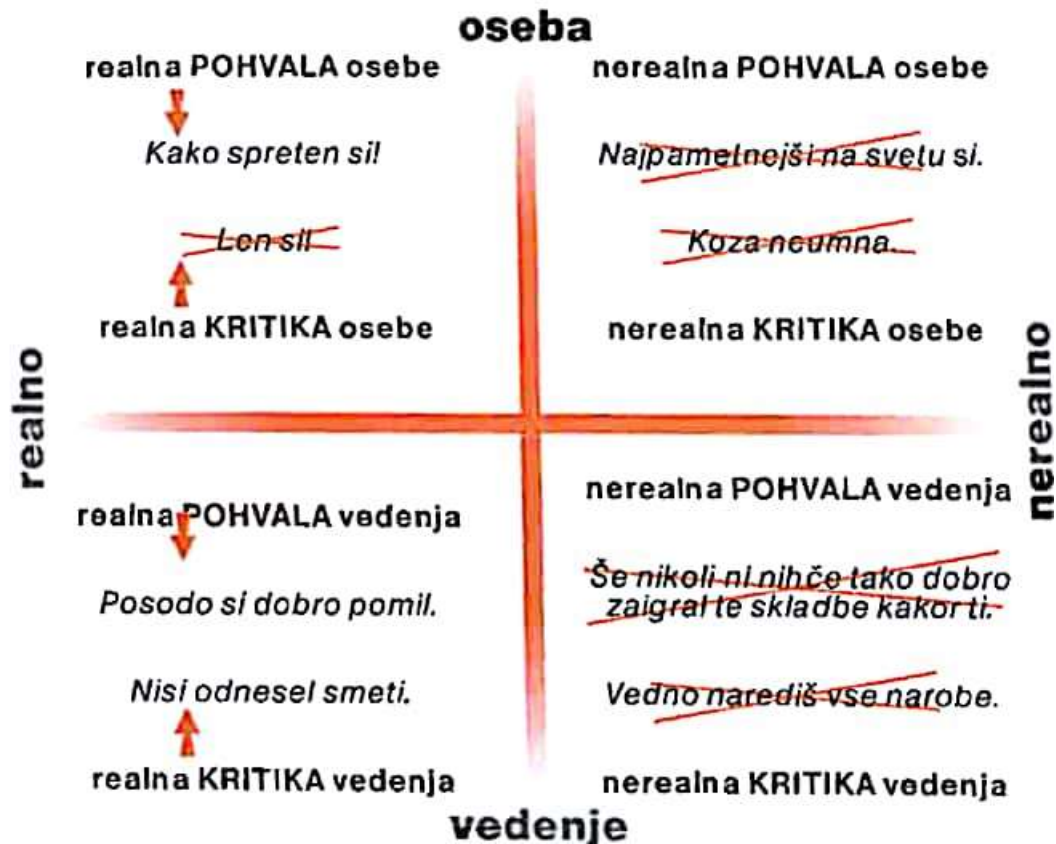 oseba
realna POHVALA osebe
nerealna POHVALA osebe
Kako spreten si!
Najpametnejši na svetu si.
Len si!
Koza neumna.
realna KRITIKA osebe
nerealna KRITIKA osebe
realno
nerealno
realna POHVALA vedenja
nerealna POHVALA vedenja
Posodo si dobro pomil.
Še nikoli ni nihče tako dobro
zaigral te skladbe kakor ti.
Nisi odnesel smeti.
Vedno narediš vse narobe.
realna KRITIKA vedenja
nerealna KRITIKA vedenja
vedenje